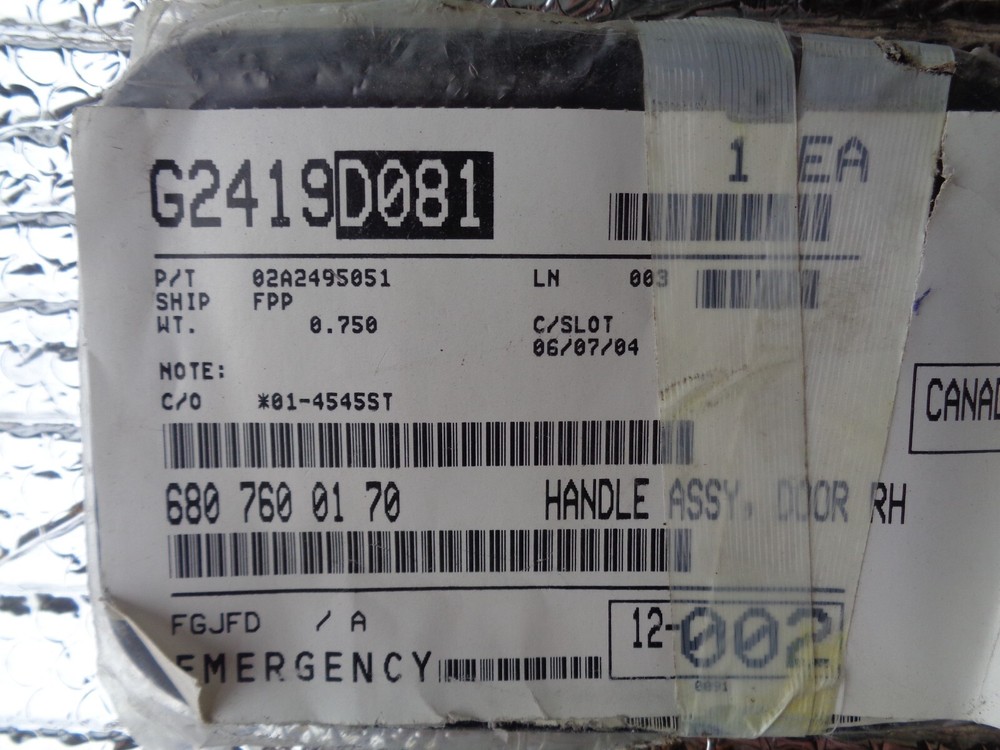 G2419D081
1 EA
P/T 02A2495051 LN 003
SHIP FPP
WT. 0.750 C/SLOT
06/07/04
NOTE:
C/O *01-4545ST
CANAD
680 760 01 70 HANDLE ASSY, DOOR RH
FGJFD / A
12-002
EMERGENCY